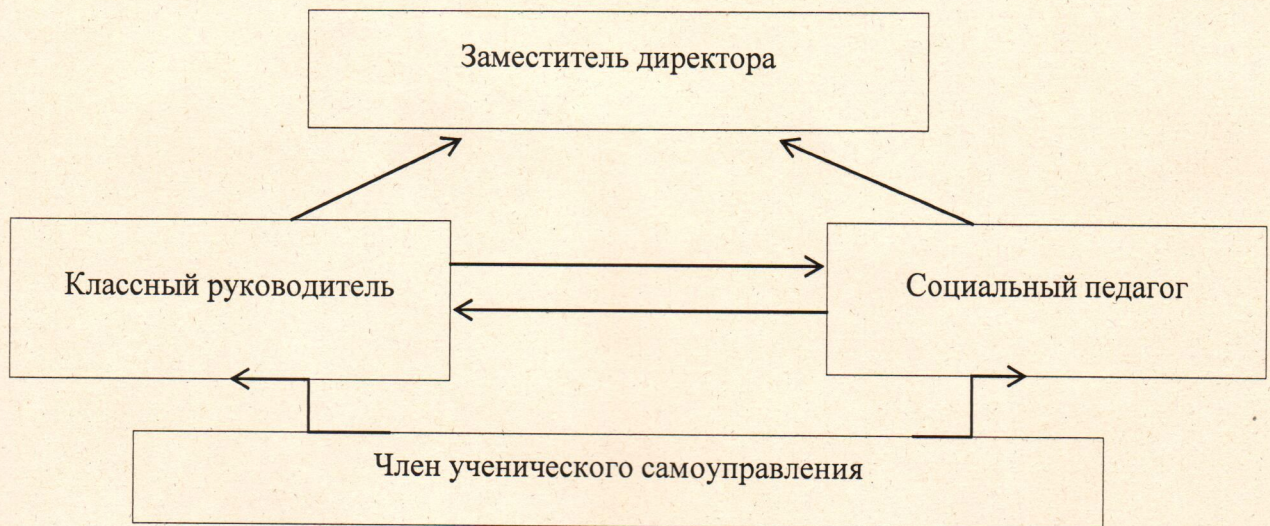 Заместитель директора
Классный руководитель
Социальный педагог
Член ученического самоуправления